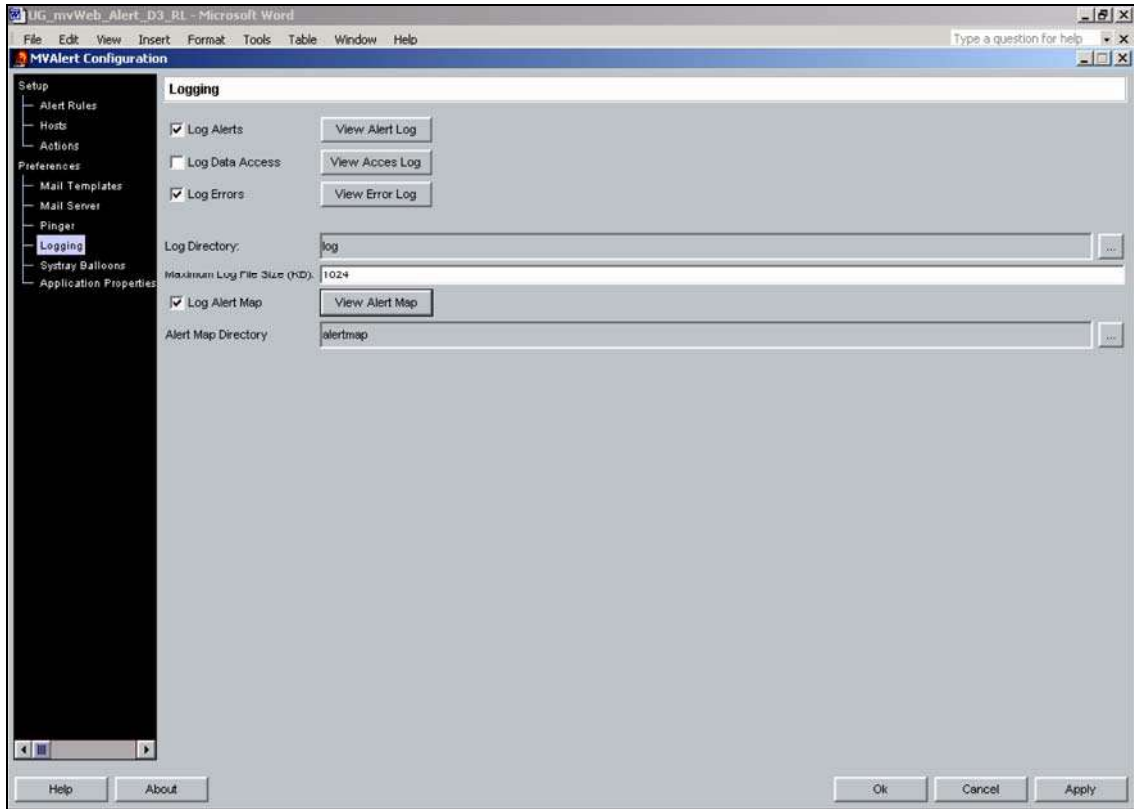 UG_mvWeb_Alert_D3_RL - Microsoft Word
File Edit View Insert Format Tools Table Window Help Type a question for help
MVAlert Configuration
Setup
Alert Rules
Hosts
Actions
Preferences
Mail Templates
Mail Server
Pinger
Logging
Systray Balloons
Application Properties
Logging
Log Alerts View Alert Log
Log Data Access View Acces Log
Log Errors View Error Log
Log Directory: log ...
Maximum Log File Size (KB): 1024
Log Alert Map View Alert Map
Alert Map Directory alertmap ...
Help About Ok Cancel Apply